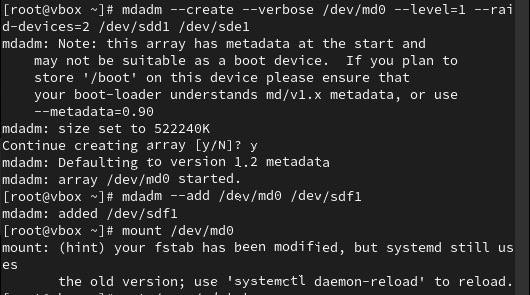 [root@vbox ~]# mdadm --create --verbose /dev/md0 --level=1 --rai
d-devices=2 /dev/sdd1 /dev/sde1
mdadm: Note: this array has metadata at the start and
    may not be suitable as a boot device.  If you plan to
    store '/boot' on this device please ensure that
    your boot-loader understands md/v1.x metadata, or use
    --metadata=0.90
mdadm: size set to 522240K
Continue creating array [y/N]? y
mdadm: Defaulting to version 1.2 metadata
mdadm: array /dev/md0 started.
[root@vbox ~]# mdadm --add /dev/md0 /dev/sdf1
mdadm: added /dev/sdf1
[root@vbox ~]# mount /dev/md0
mount: (hint) your fstab has been modified, but systemd still us
es
       the old version; use 'systemctl daemon-reload' to reload.